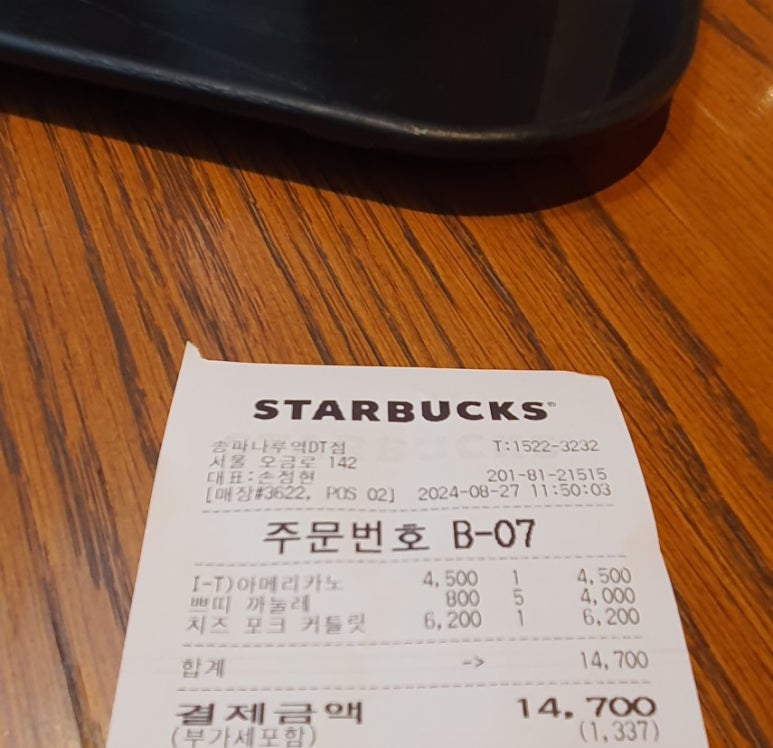 STARBUCKS®
송파나루역DT점 T:1522-3232
서울 오금로 142
대표:손정현 201-81-21515
[매장#3622, POS 02] 2024-08-27 11:50:03
주문번호 B-07
I-T)아메리카노 4,500 1 4,500
쁘띠 까눌레 800 5 4,000
치즈 포크 커틀릿 6,200 1 6,200
합계 -> 14,700
결제금액 14,700
(부가세포함) (1,337)